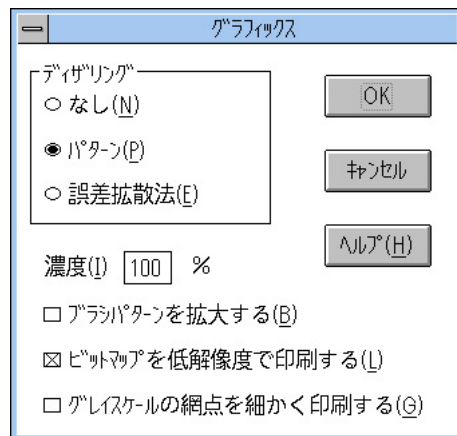 グラフィックス
ディザリング
なし(N)
パターン(P)
誤差拡散法(E)
OK
キャンセル
ヘルプ(H)
濃度(I) 100 %
ブラシパターンを拡大する(B)
ビットマップを低解像度で印刷する(L)
グレイスケールの網点を細かく印刷する(G)